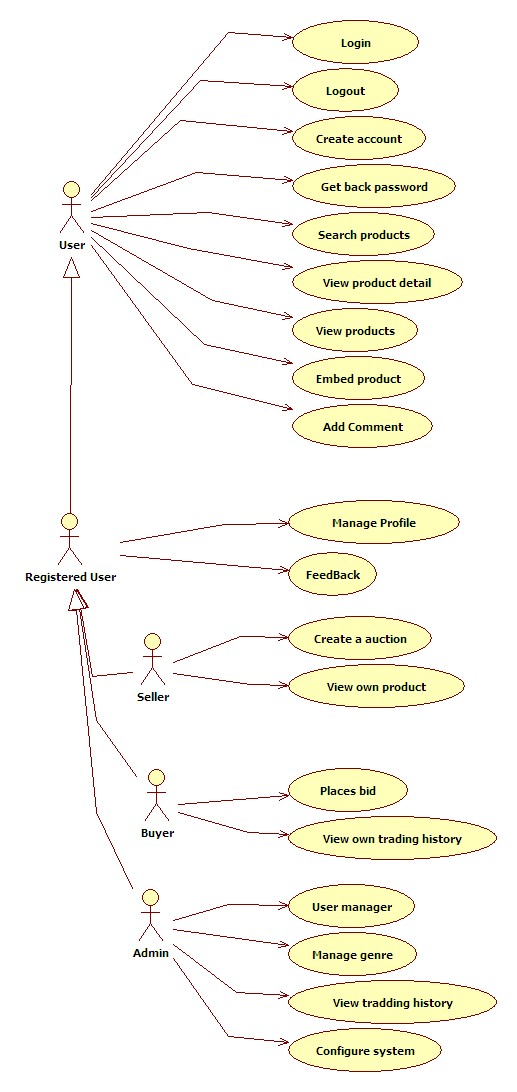 Login
Logout
Create account
Get back password
User
Search products
View product detail
View products
Embed product
Add Comment
Manage Profile
Registered User
FeedBack
Create a auction
Seller
View own product
Places bid
Buyer
View own trading history
User manager
Admin
Manage genre
View tradding history
Configure system